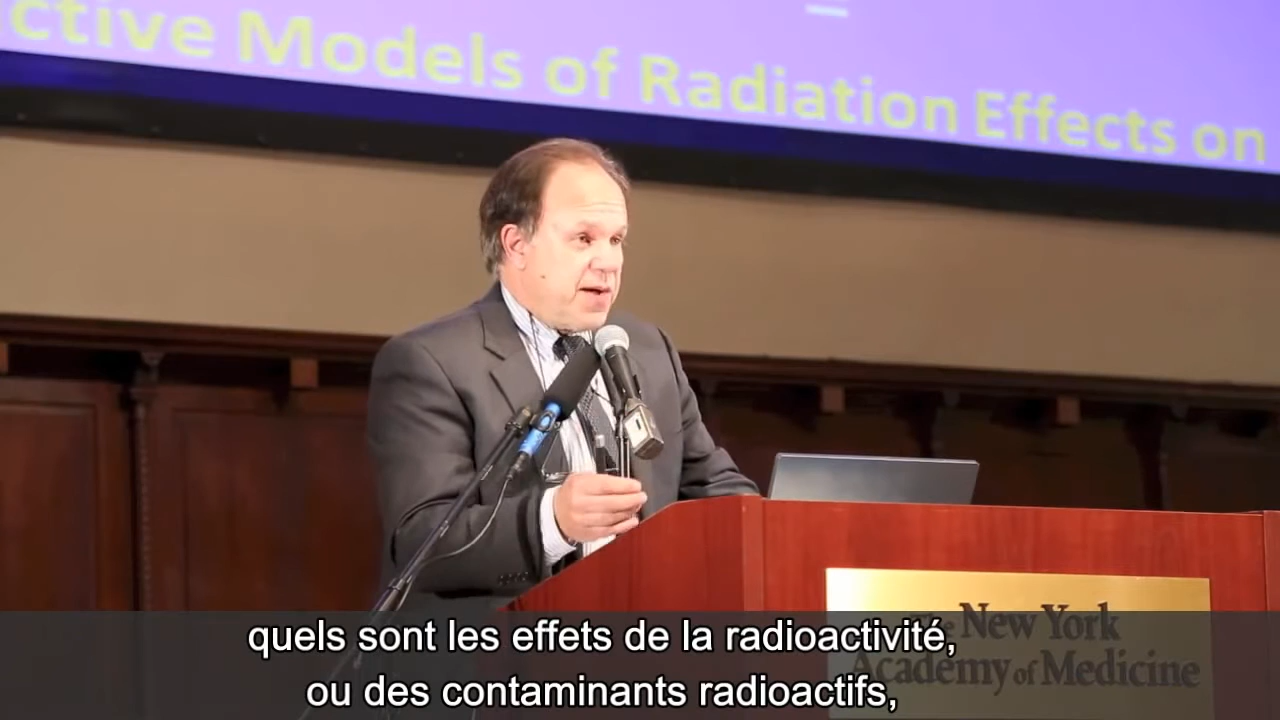 ctive Models of Radiation Effects on
The New York
Academy of Medicine
quels sont les effets de la radioactivité,
ou des contaminants radioactifs,